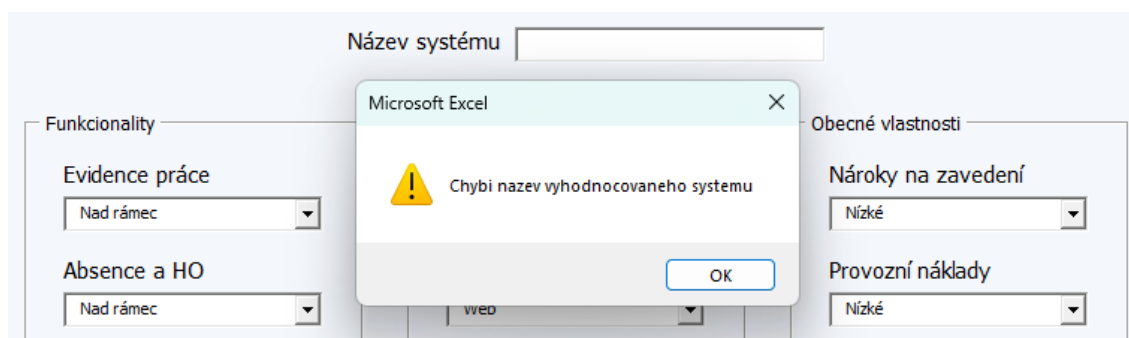 Název systému
Microsoft Excel
Chybi nazev vyhodnocovaneho systemu
OK
Funkcionality
Evidence práce
Nad rámec
Absence a HO
Nad rámec
Web
Obecné vlastnosti
Nároky na zavedení
Nízké
Provozní náklady
Nízké